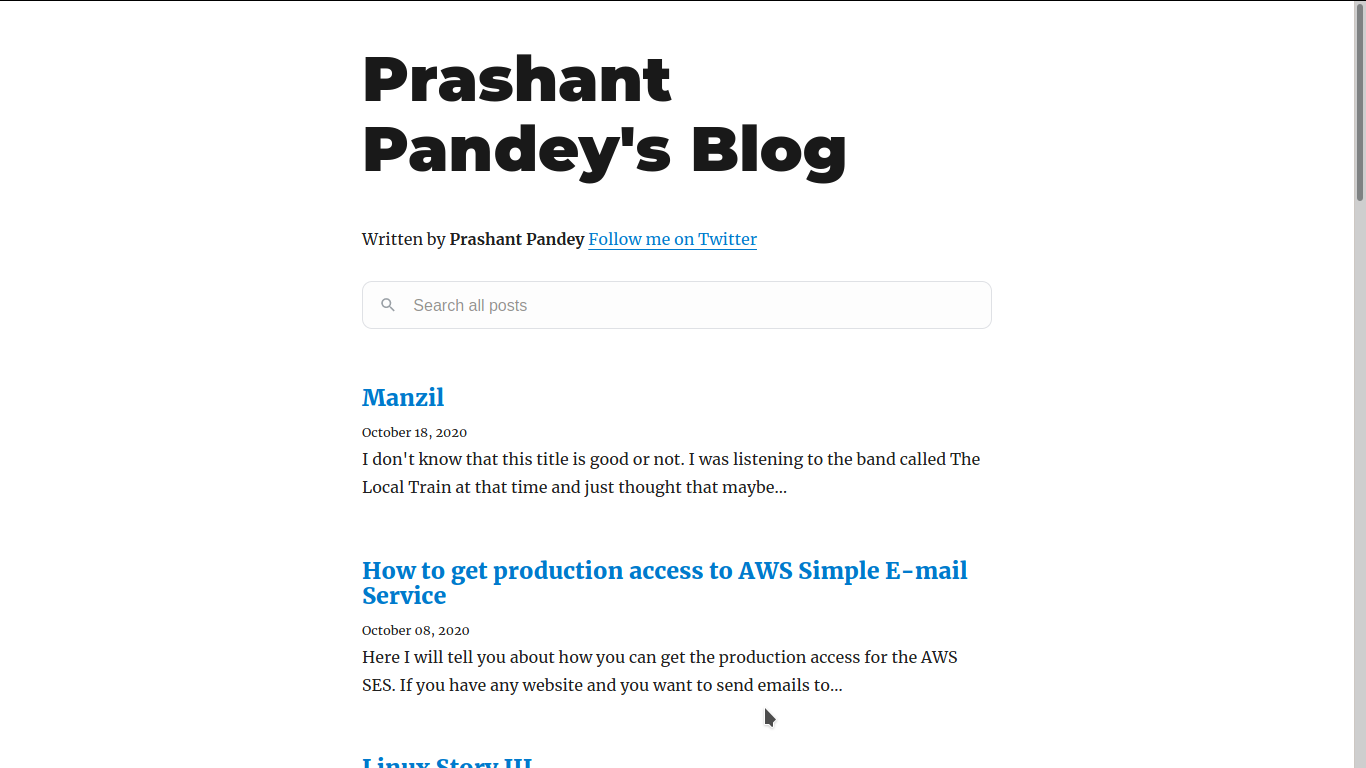 Prashant
Pandey's Blog
Written by Prashant Pandey Follow me on Twitter
Search all posts
Manzil
October 18, 2020
I don't know that this title is good or not. I was listening to the band called The
Local Train at that time and just thought that maybe...
How to get production access to AWS Simple E-mail
Service
October 08, 2020
Here I will tell you about how you can get the production access for the AWS
SES. If you have any website and you want to send emails to...
Linux Story III